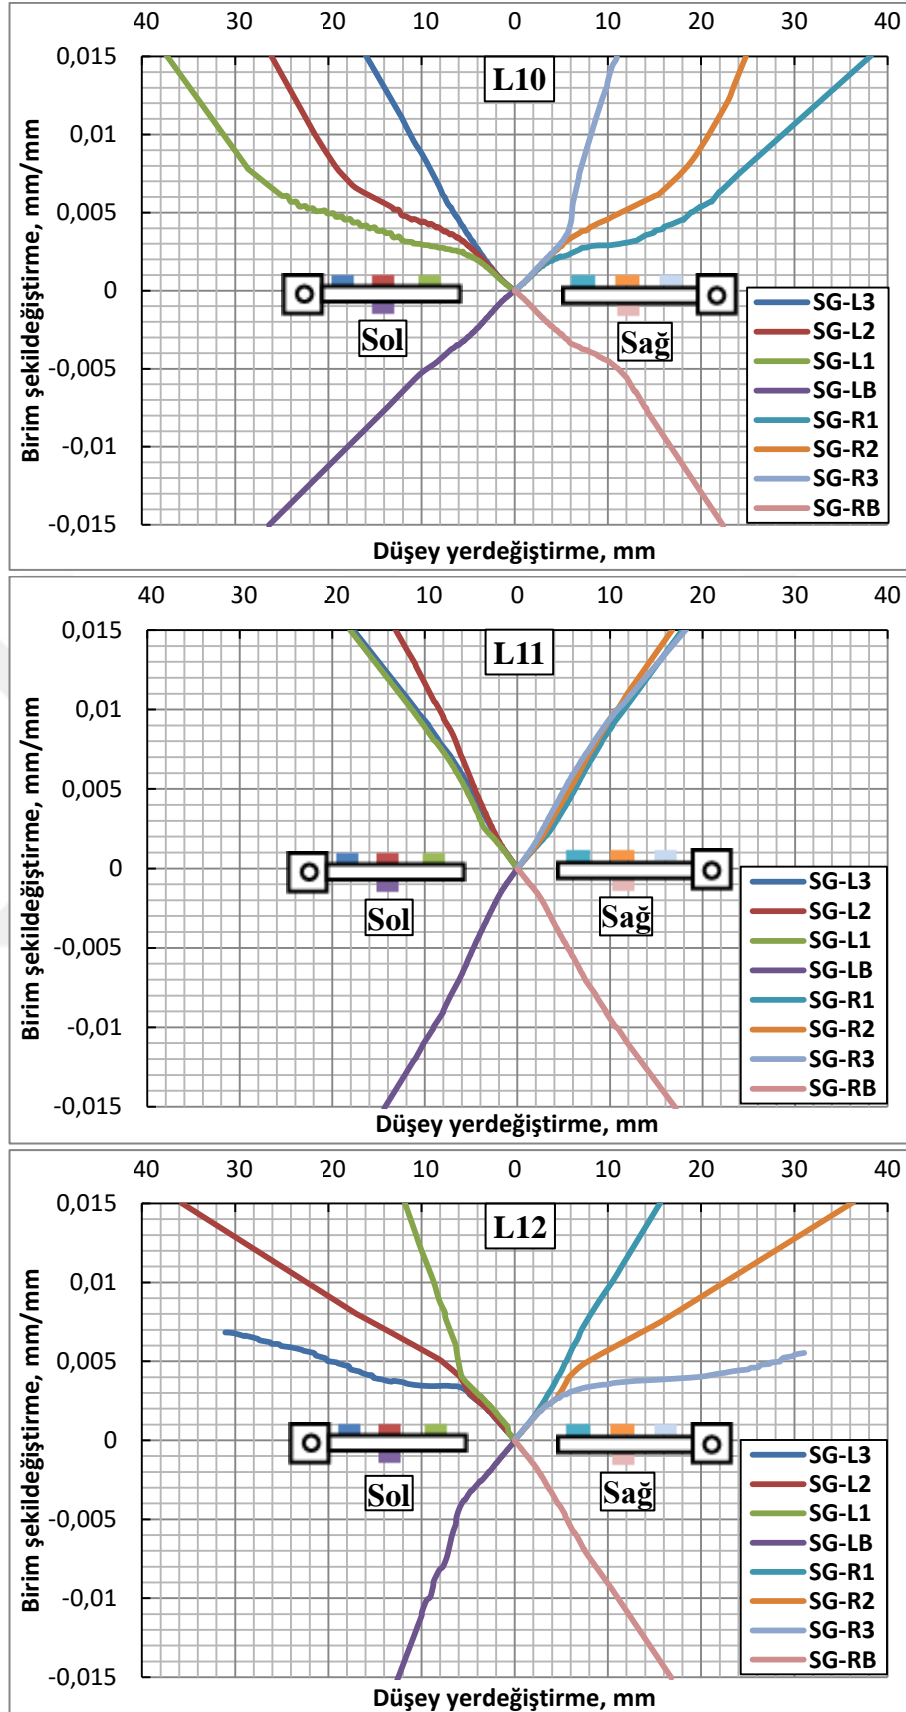 40 30 20 10 0 10 20 30 40
L10
0,015
0,01
0,005
0
-0,005
-0,01
-0,015
Birim şekildeğiştirme, mm/mm
Sol
Sağ
SG-L3
SG-L2
SG-L1
SG-LB
SG-R1
SG-R2
SG-R3
SG-RB
Düşey yerdeğiştirme, mm
40 30 20 10 0 10 20 30 40
L11
0,015
0,01
0,005
0
-0,005
-0,01
-0,015
Birim şekildeğiştirme, mm/mm
Sol
Sağ
SG-L3
SG-L2
SG-L1
SG-LB
SG-R1
SG-R2
SG-R3
SG-RB
Düşey yerdeğiştirme, mm
40 30 20 10 0 10 20 30 40
L12
0,015
0,01
0,005
0
-0,005
-0,01
-0,015
Birim şekildeğiştirme, mm/mm
Sol
Sağ
SG-L3
SG-L2
SG-L1
SG-LB
SG-R1
SG-R2
SG-R3
SG-RB
Düşey yerdeğiştirme, mm